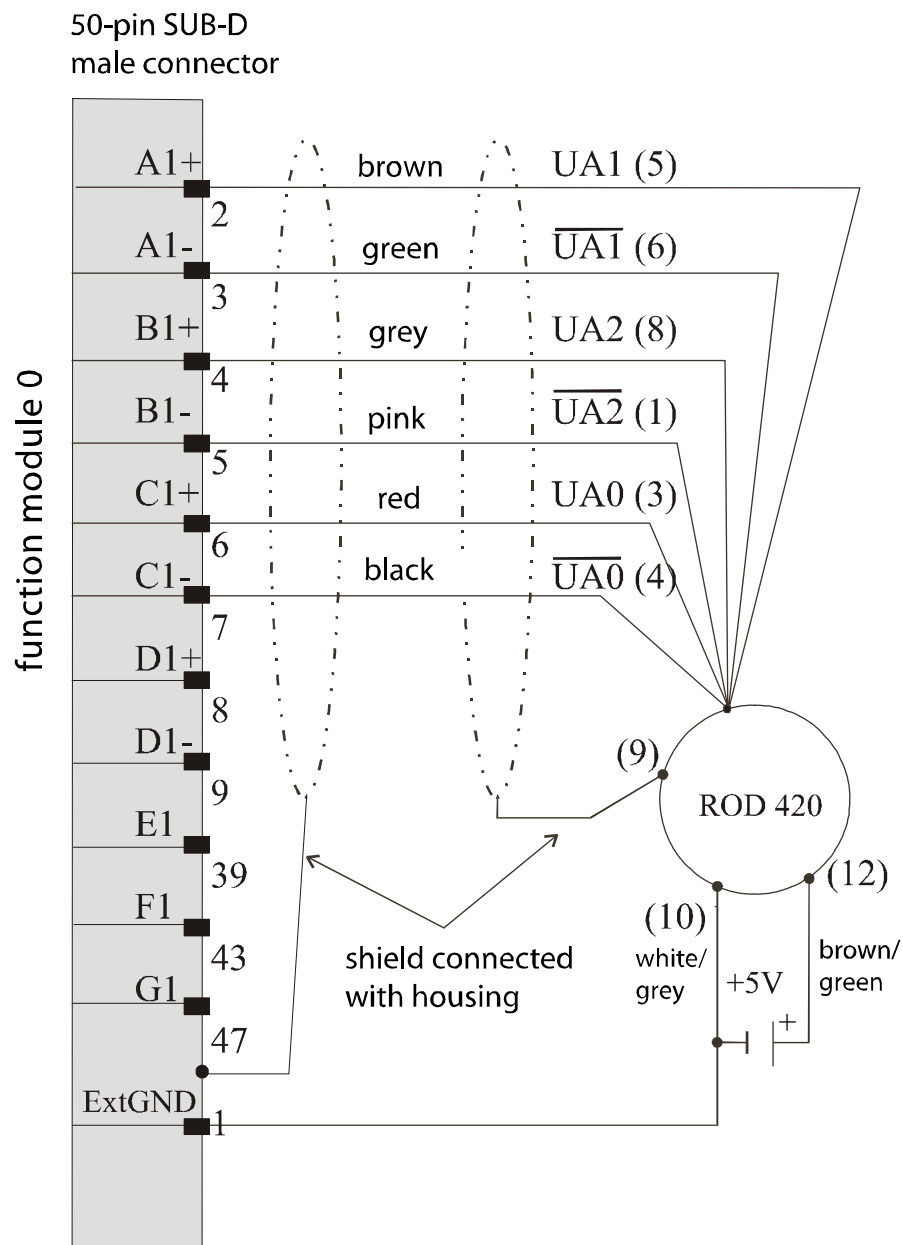 50-pin SUB-D
male connector
function module 0
A1+
2
brown
UA1 (5)
A1-
3
green
U̅A̅1̅ (6)
B1+
4
grey
UA2 (8)
B1-
5
pink
U̅A̅2̅ (1)
C1+
6
red
UA0 (3)
C1-
7
black
U̅A̅0̅ (4)
D1+
8
D1-
9
E1
39
F1
43
G1
47
ExtGND
1
(9)
ROD 420
(10)
(12)
white/
grey
+5V
+
brown/
green
shield connected
with housing